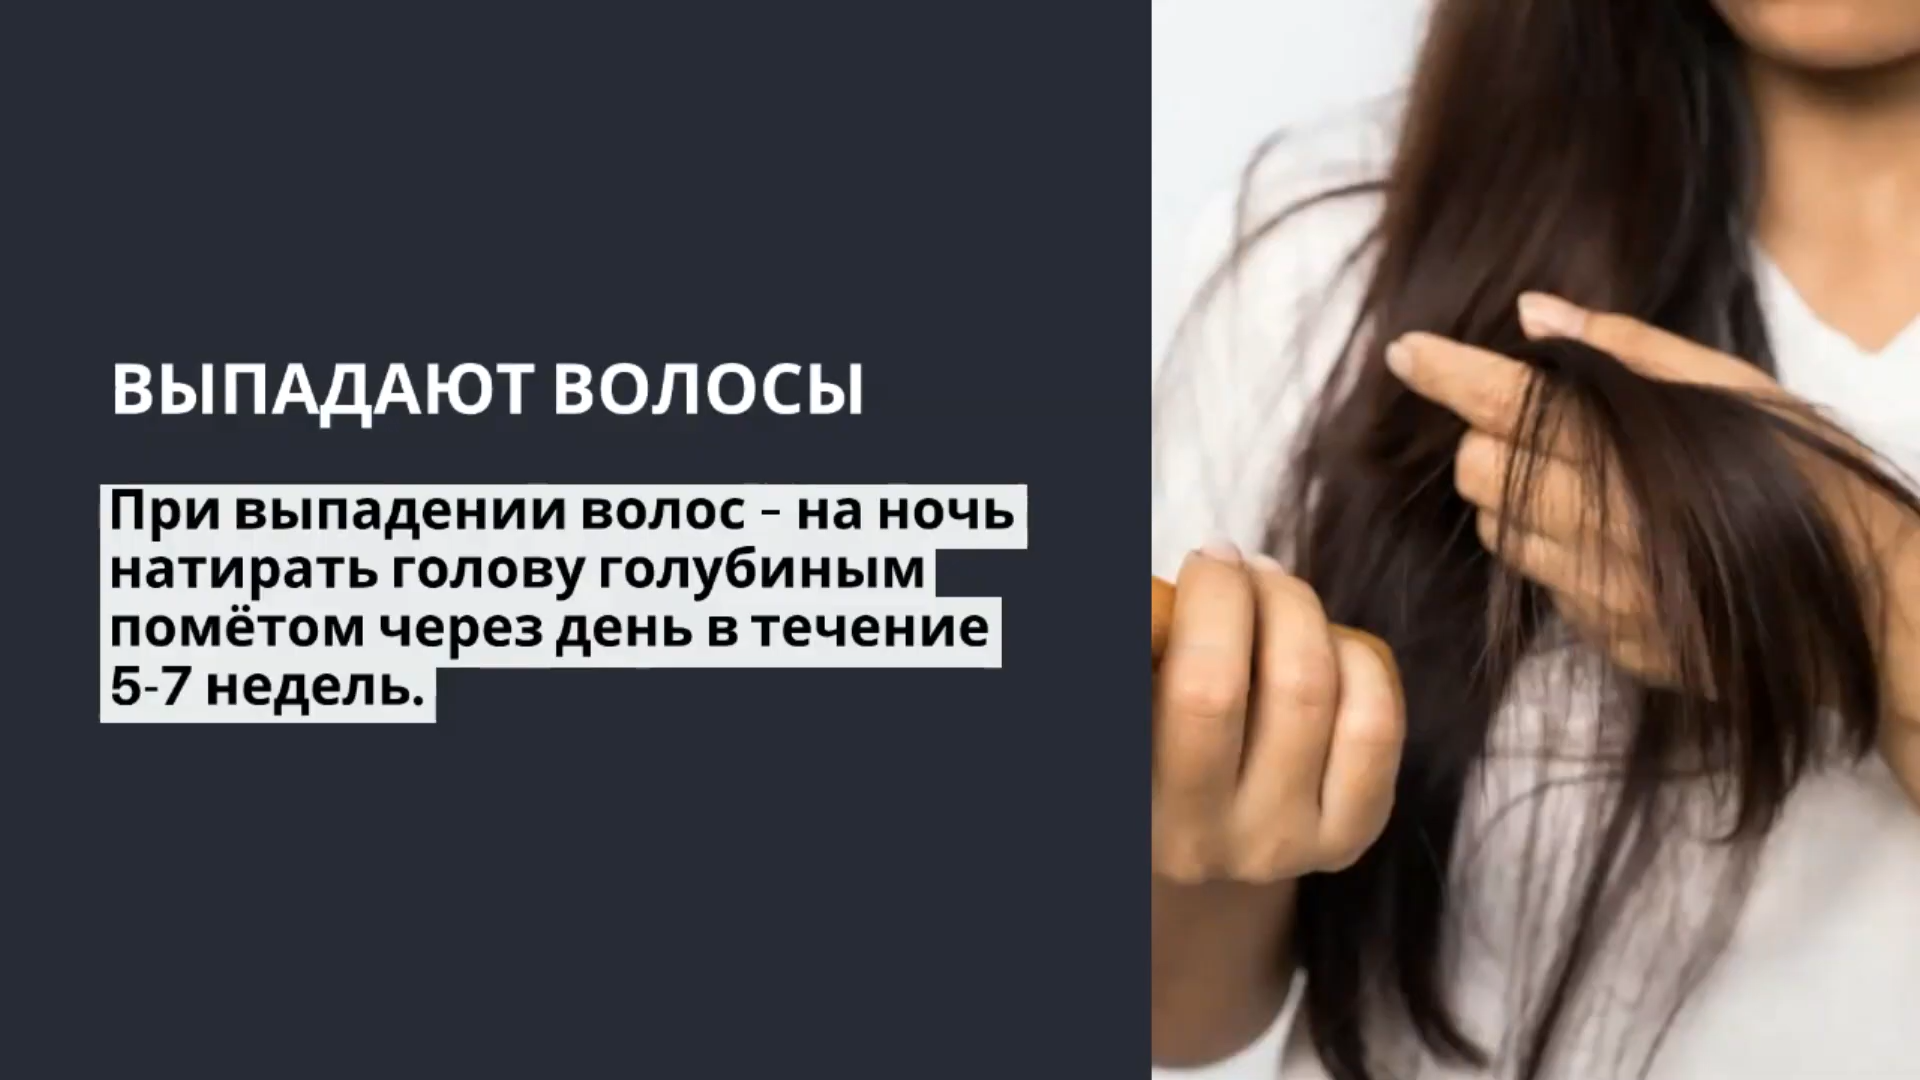 ВЫПАДАЮТ ВОЛОСЫ
При выпадении волос - на ночь
натирать голову голубиным
помётом через день в течение
5-7 недель.